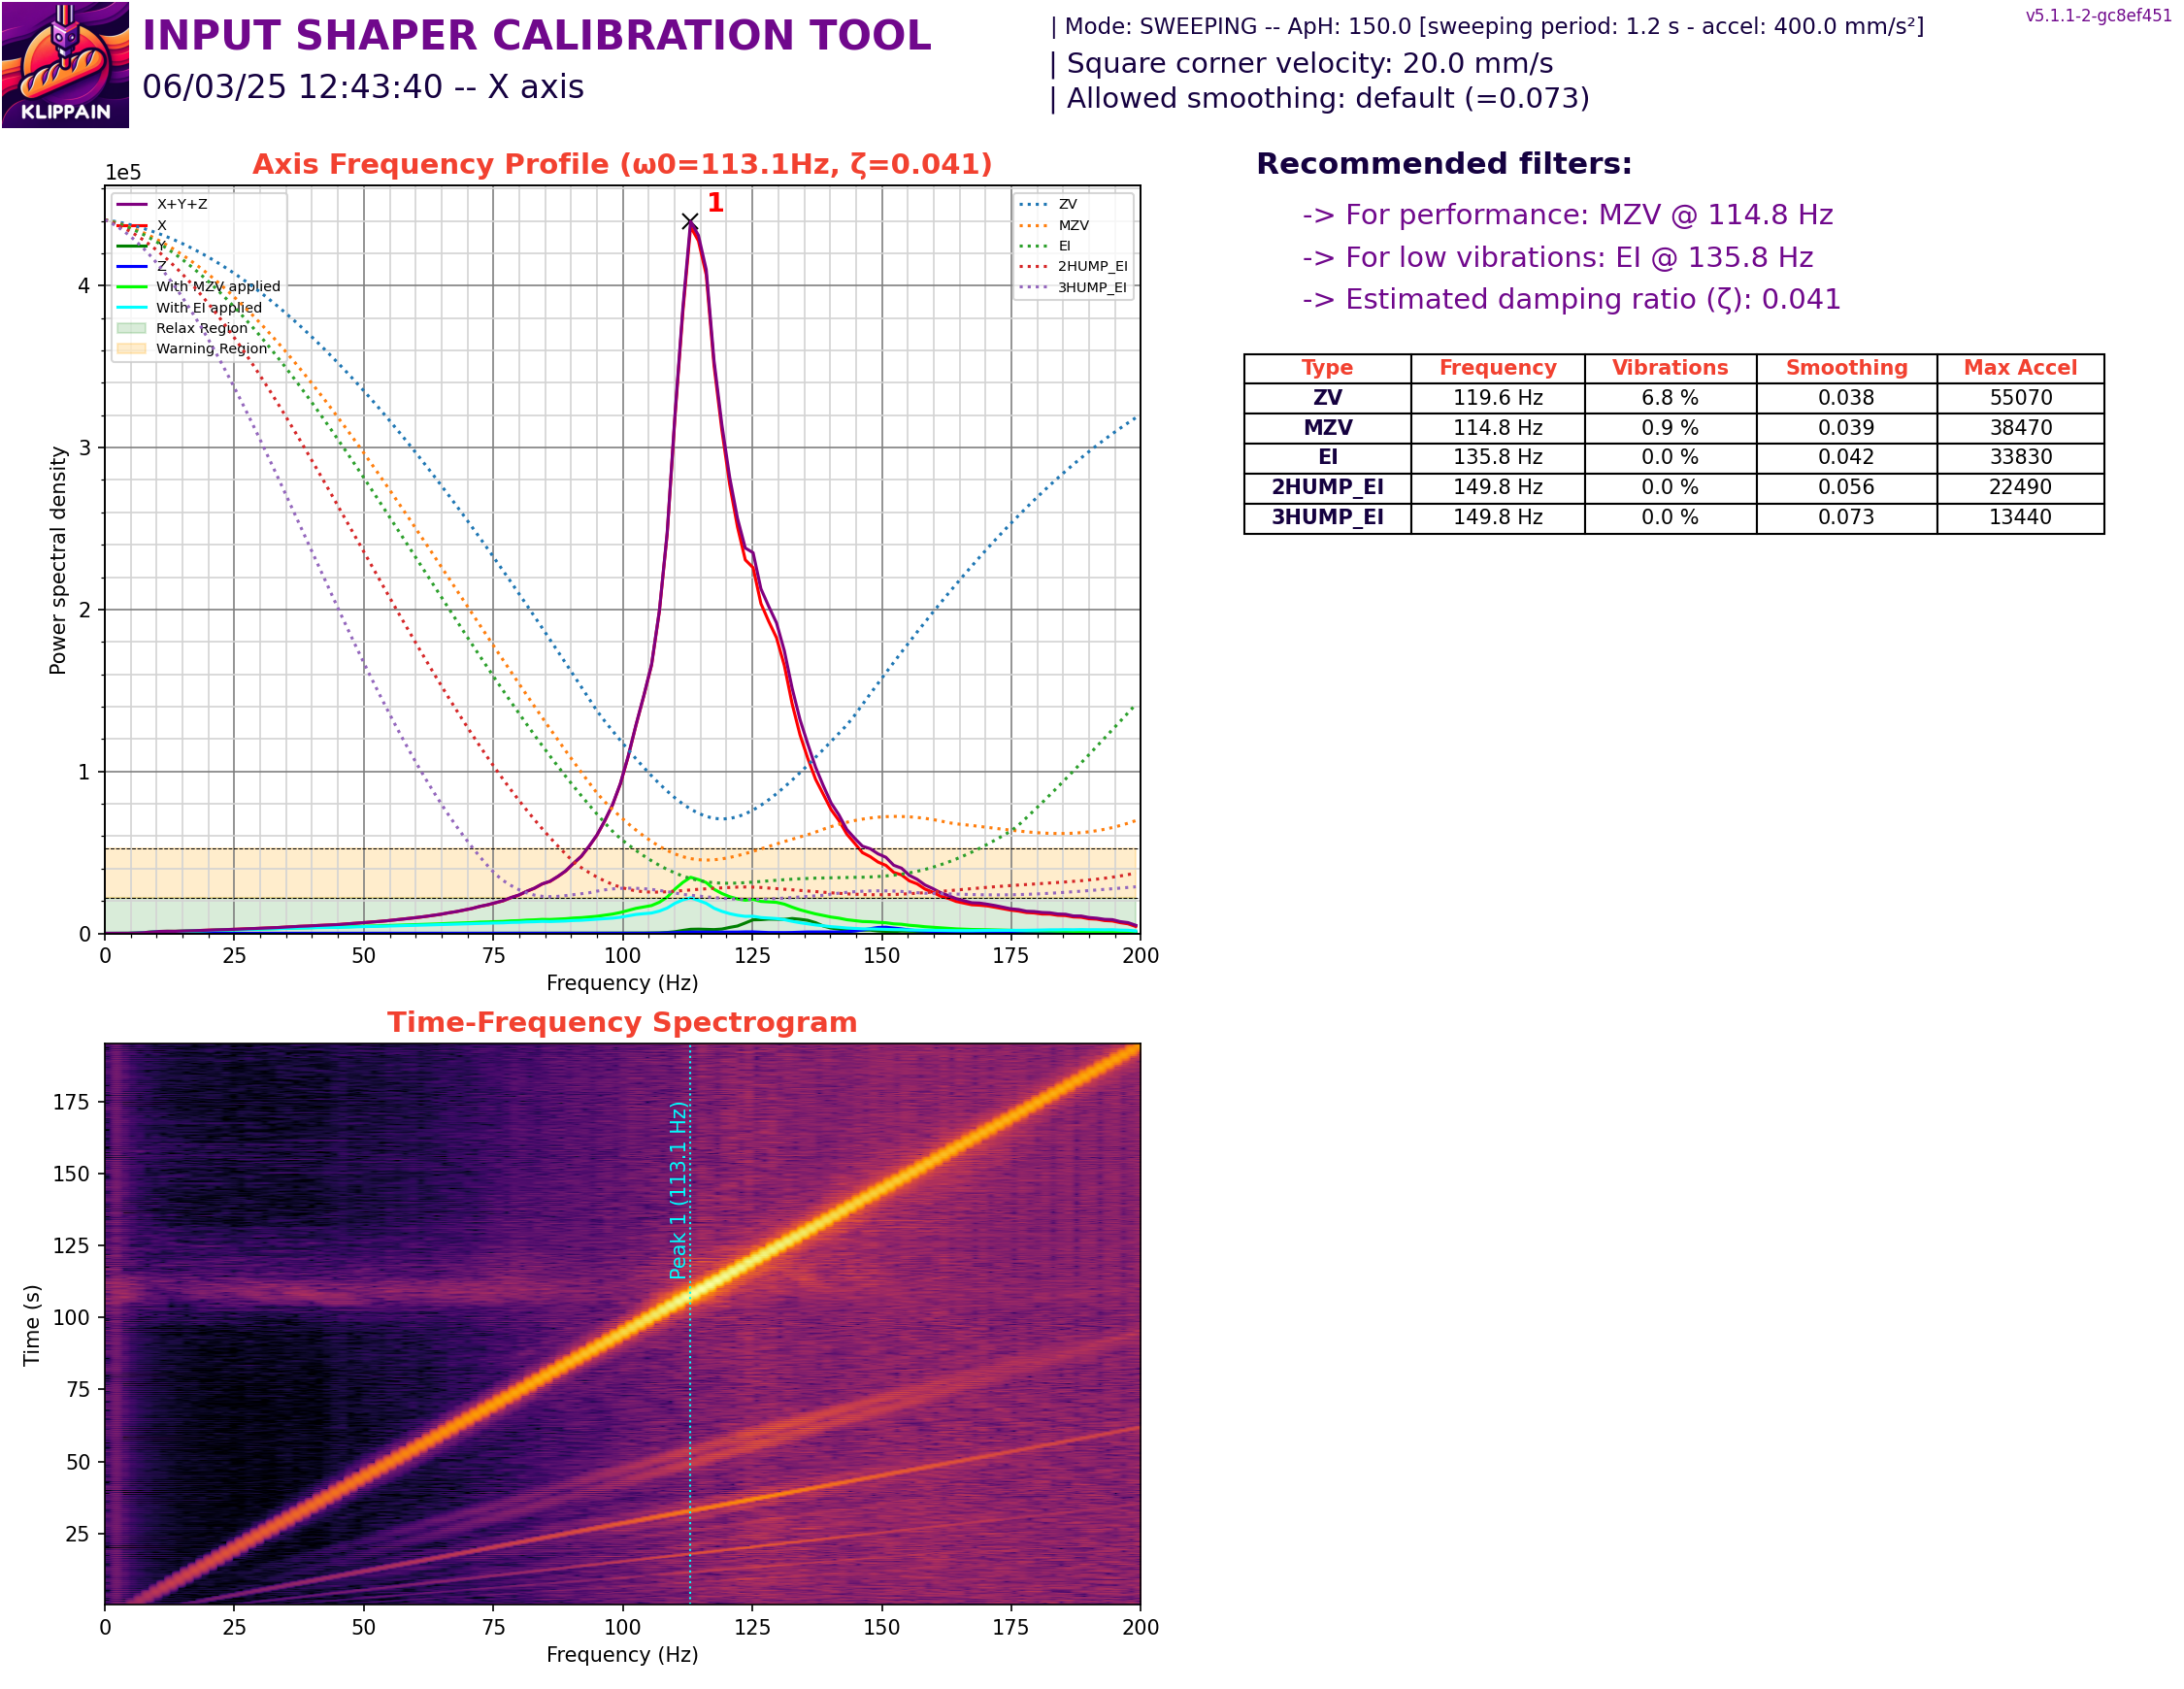 KLIPPAIN
INPUT SHAPER CALIBRATION TOOL
06/03/25 12:43:40 -- X axis
| Mode: SWEEPING -- ApH: 150.0 [sweeping period: 1.2 s - accel: 400.0 mm/s²]
| Square corner velocity: 20.0 mm/s
| Allowed smoothing: default (=0.073)
v5.1.1-2-gc8ef451
Axis Frequency Profile (ω0=113.1Hz, ζ=0.041)
1e5
X+Y+Z
X
Y
Z
With MZV applied
With EI applied
Relax Region
Warning Region
1
ZV
MZV
EI
2HUMP_EI
3HUMP_EI
Power spectral density
4
3
2
1
0
0 25 50 75 100 125 150 175 200
Frequency (Hz)
Recommended filters:
-> For performance: MZV @ 114.8 Hz
-> For low vibrations: EI @ 135.8 Hz
-> Estimated damping ratio (ζ): 0.041
Type Frequency Vibrations Smoothing Max Accel
ZV 119.6 Hz 6.8 % 0.038 55070
MZV 114.8 Hz 0.9 % 0.039 38470
EI 135.8 Hz 0.0 % 0.042 33830
2HUMP_EI 149.8 Hz 0.0 % 0.056 22490
3HUMP_EI 149.8 Hz 0.0 % 0.073 13440
Time-Frequency Spectrogram
Time (s)
175
150
125
100
75
50
25
Peak 1 (113.1 Hz)
0 25 50 75 100 125 150 175 200
Frequency (Hz)